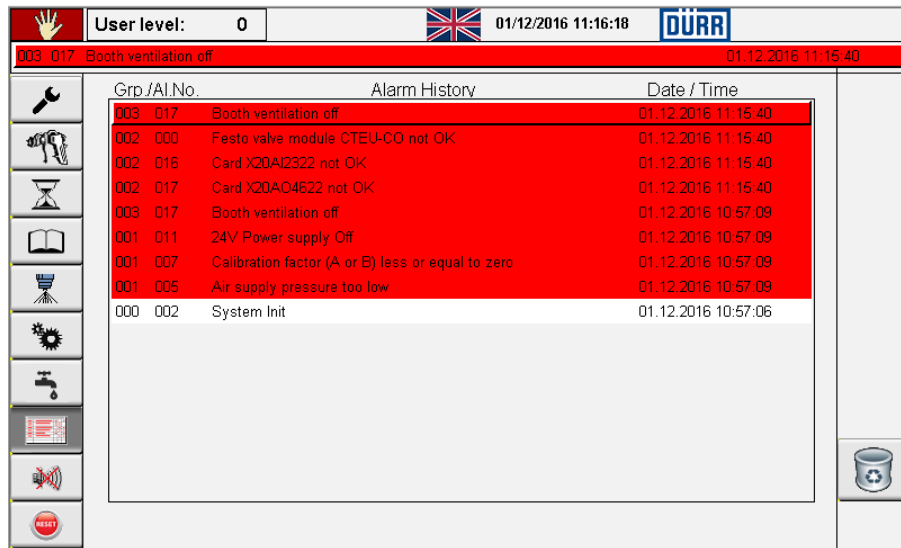 User level: 0 01/12/2016 11:16:18 DÜRR
003 017 Booth ventilation off 01.12.2016 11:15:40
Grp./Al.No. Alarm History Date / Time
003 017 Booth ventilation off 01.12.2016 11:15:40
002 000 Festo valve module CTEU-CO not OK 01.12.2016 11:15:40
002 016 Card X20AI2322 not OK 01.12.2016 11:15:40
002 017 Card X20AO4622 not OK 01.12.2016 11:15:40
003 017 Booth ventilation off 01.12.2016 10:57:09
001 011 24V Power supply Off 01.12.2016 10:57:09
001 007 Calibration factor (A or B) less or equal to zero 01.12.2016 10:57:09
001 005 Air supply pressure too low 01.12.2016 10:57:09
000 002 System Init 01.12.2016 10:57:06
RESET